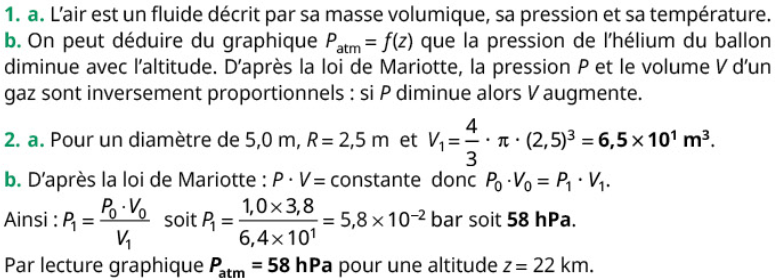 1. a. L'air est un fluide décrit par sa masse volumique, sa pression et sa température.
b. On peut déduire du graphique P_atm = f(z) que la pression de l'hélium du ballon
diminue avec l'altitude. D'après la loi de Mariotte, la pression P et le volume V d'un
gaz sont inversement proportionnels : si P diminue alors V augmente.
2. a. Pour un diamètre de 5,0 m, R = 2,5 m et V₁ = 4/3 · π · (2,5)³ = 6,5 × 10¹ m³.
b. D'après la loi de Mariotte : P · V = constante donc P₀ · V₀ = P₁ · V₁.
Ainsi : P₁ = P₀ · V₀ / V₁ soit P₁ = 1,0 × 3,8 / 6,4 × 10¹ = 5,8 × 10⁻² bar soit 58 hPa.
Par lecture graphique P_atm = 58 hPa pour une altitude z = 22 km.